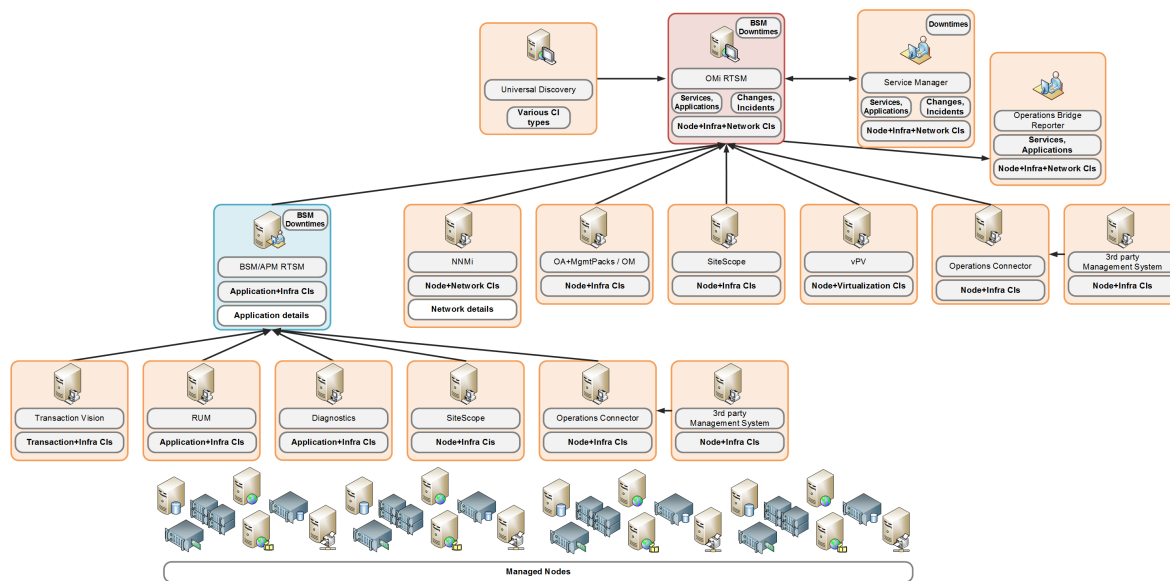 BSM
Downtimes
Downtimes
Universal Discovery
Various CI
types
OMi RTSM
Services,
Applications
Changes,
Incidents
Node+Infra+Network CIs
Service Manager
Services,
Applications
Changes,
Incidents
Node+Infra+Network CIs
Operations Bridge
Reporter
Services,
Applications
Node+Infra+Network CIs
BSM
Downtimes
BSM/APM RTSM
Application+Infra CIs
Application details
NNMi
Node+Network CIs
Network details
OA+MgmtPacks / OM
Node+Infra CIs
SiteScope
Node+Infra CIs
vPV
Node+Virtualization CIs
Operations Connector
Node+Infra CIs
3rd party
Management System
Node+Infra CIs
Transaction Vision
Transaction+Infra CIs
RUM
Application+Infra CIs
Diagnostics
Application+Infra CIs
SiteScope
Node+Infra CIs
Operations Connector
Node+Infra CIs
3rd party
Management System
Node+Infra CIs
Managed Nodes